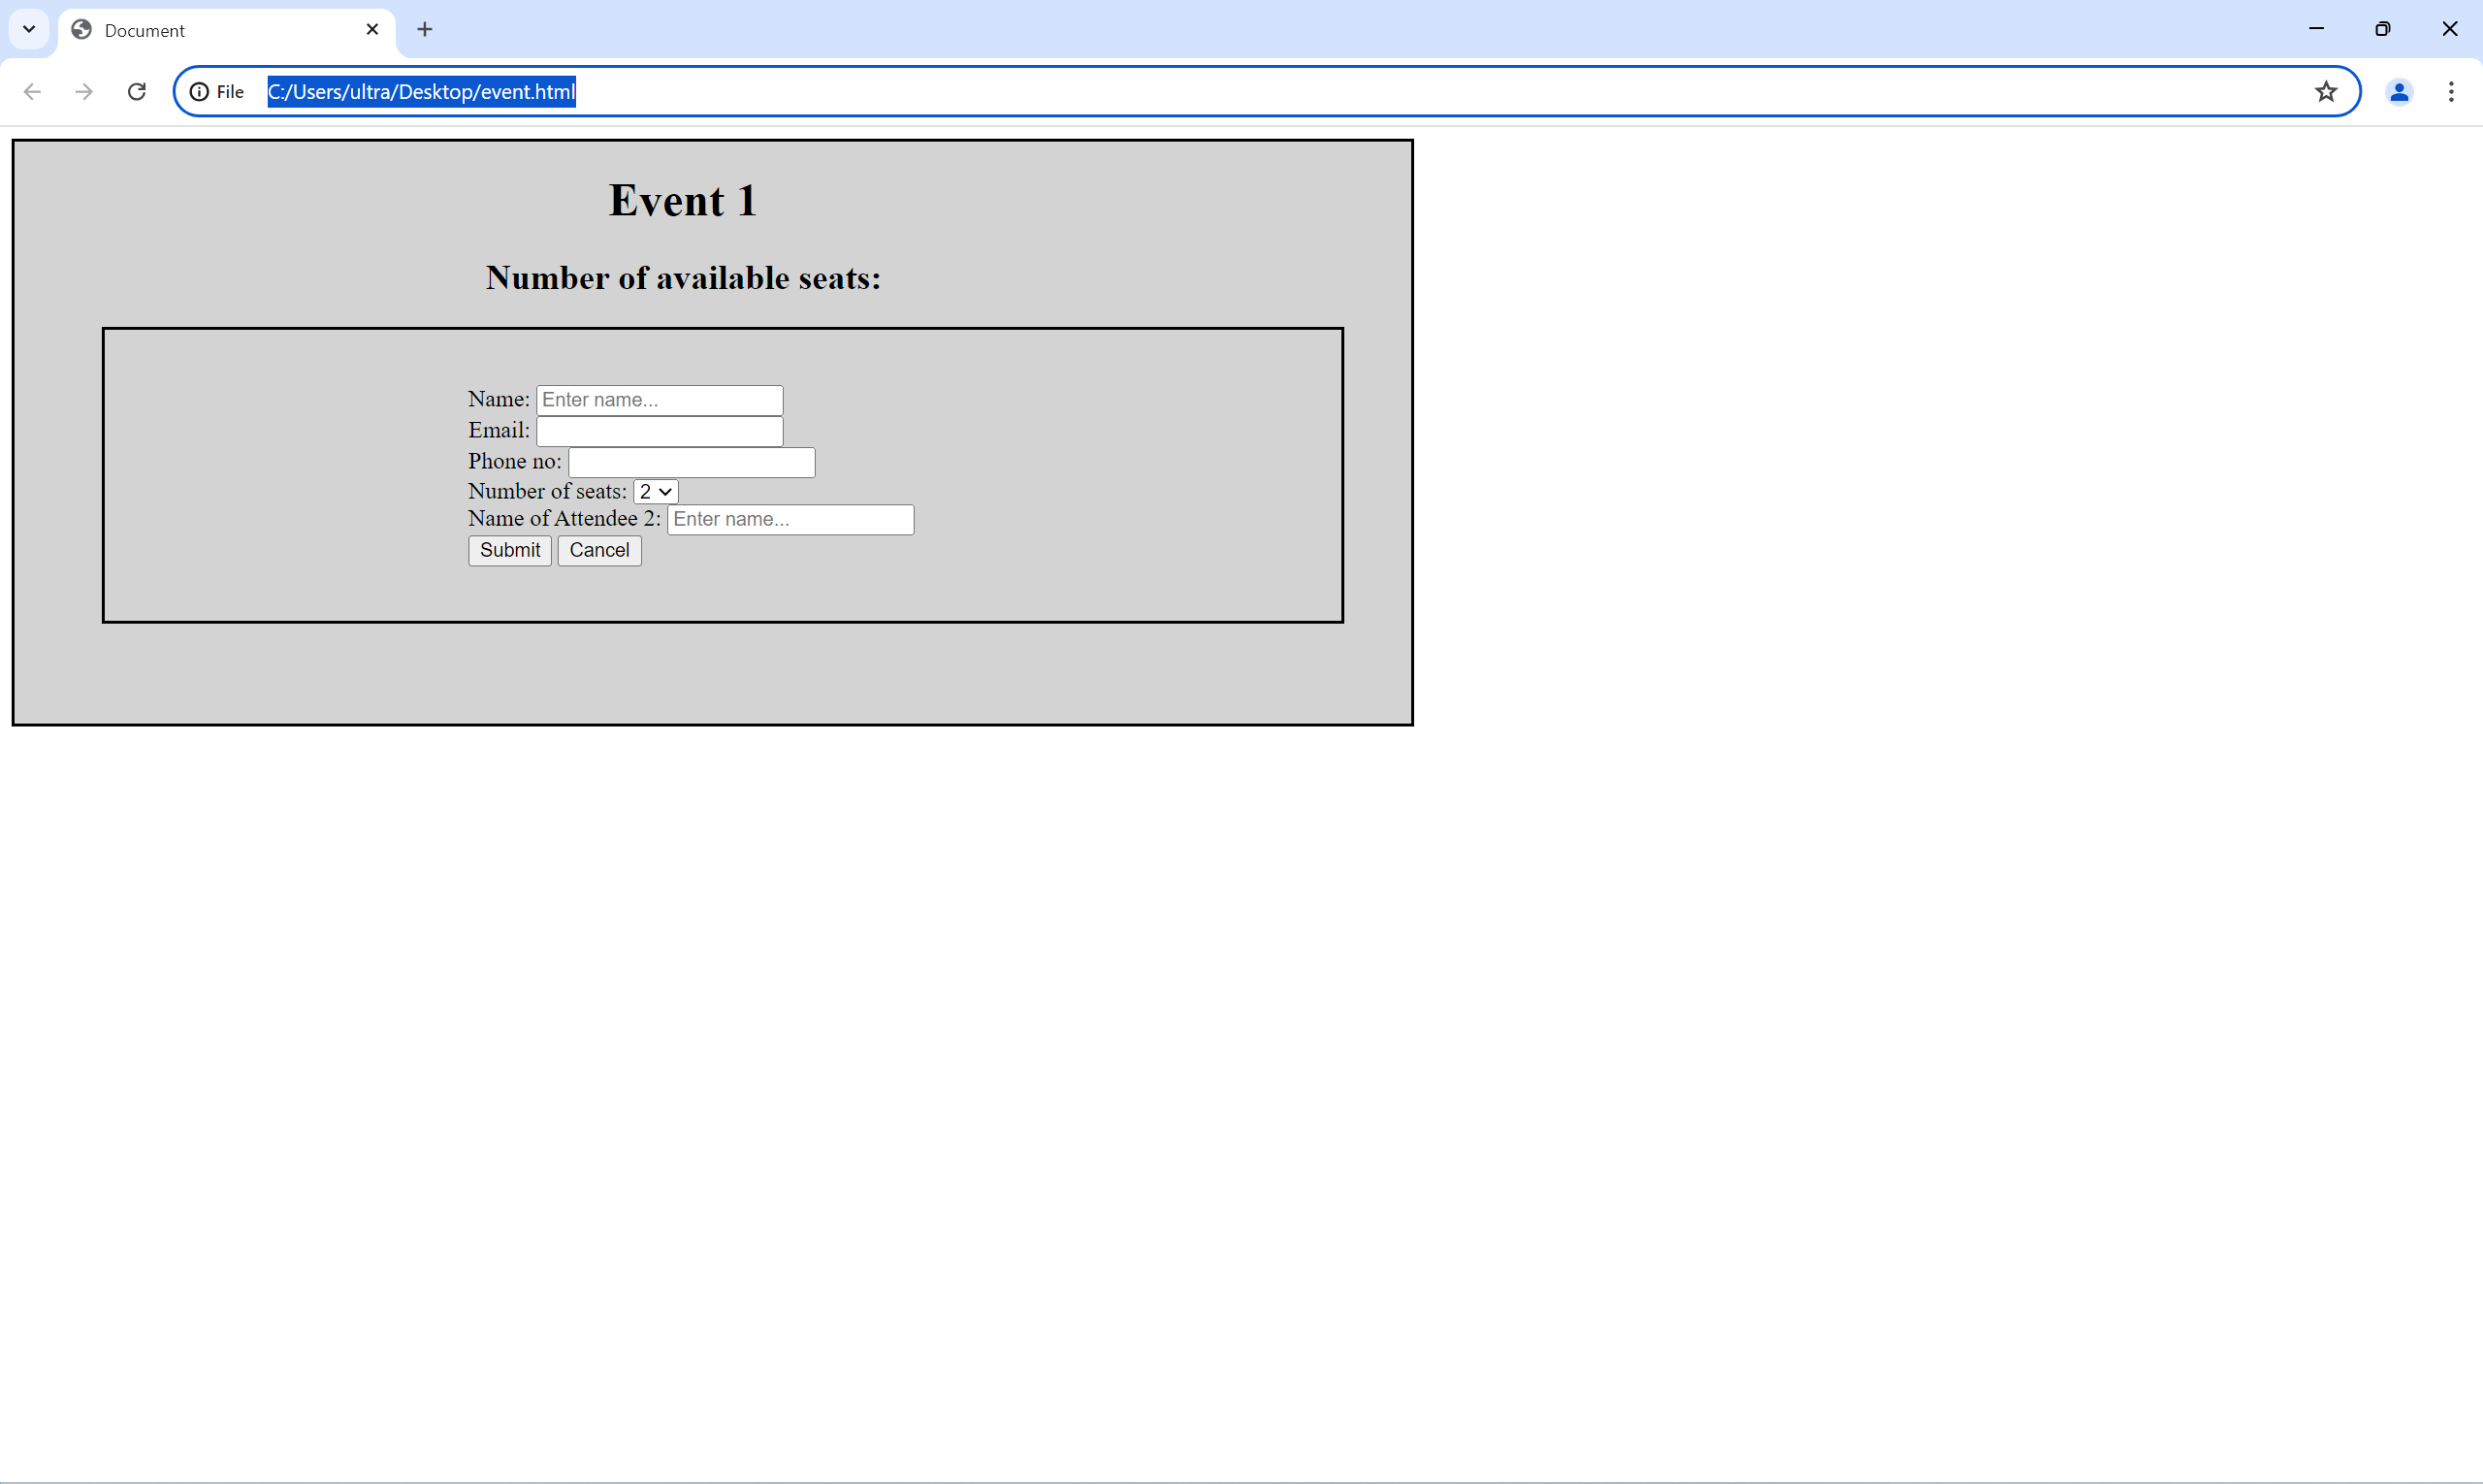 Document
File C:/Users/ultra/Desktop/event.html
Event 1
Number of available seats:
Name: Enter name...
Email:
Phone no:
Number of seats: 2
Name of Attendee 2: Enter name...
Submit Cancel